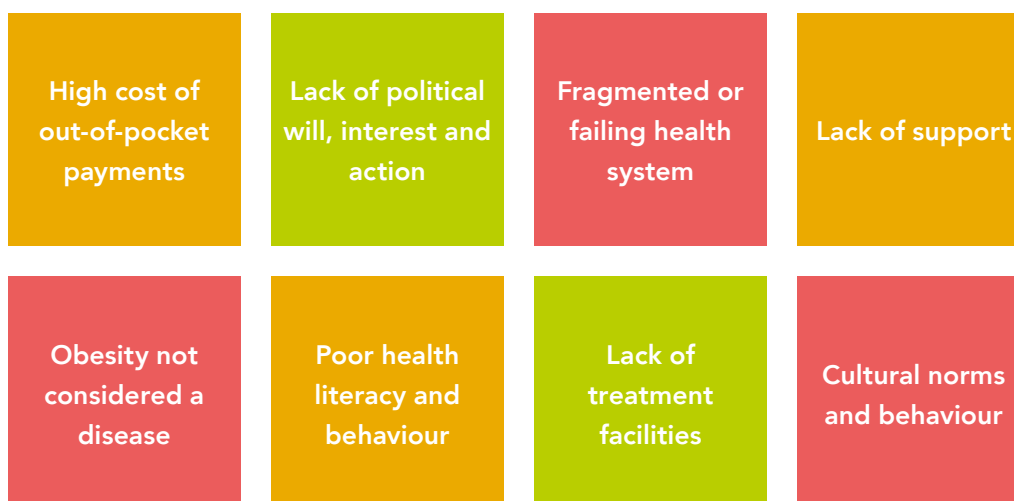 High cost of
out-of-pocket
payments
Lack of political
will, interest and
action
Fragmented or
failing health
system
Lack of support
Obesity not
considered a
disease
Poor health
literacy and
behaviour
Lack of
treatment
facilities
Cultural norms
and behaviour